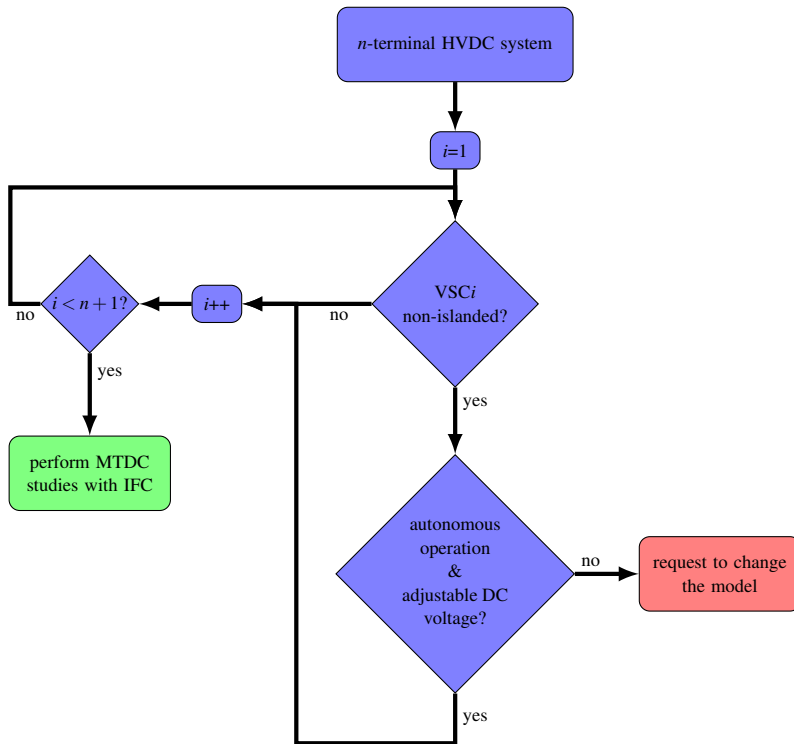 n-terminal HVDC system
i=1
VSCi
non-islanded?
no
i++
i < n + 1?
no
yes
yes
perform MTDC
studies with IFC
autonomous
operation
&
adjustable DC
voltage?
no
request to change
the model
yes